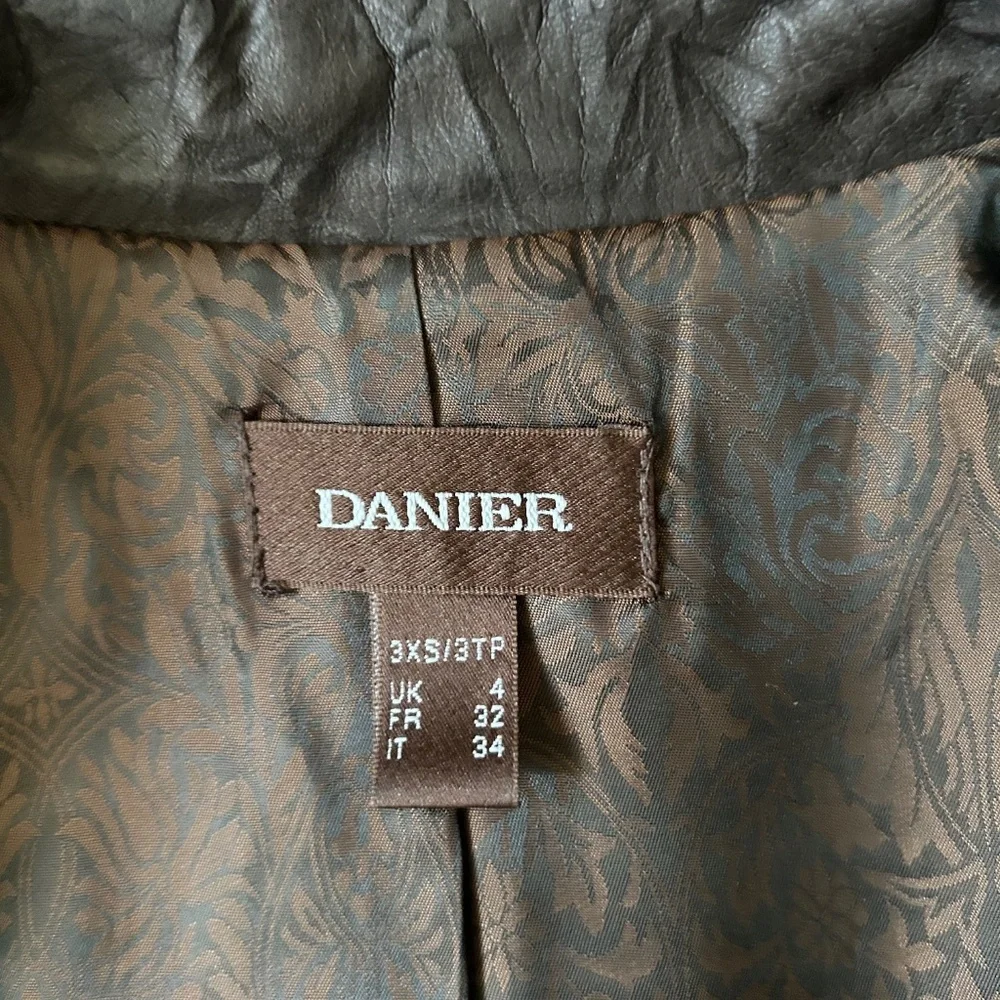 DANIER
3XS/3TP
UK 4
FR 32
IT 34